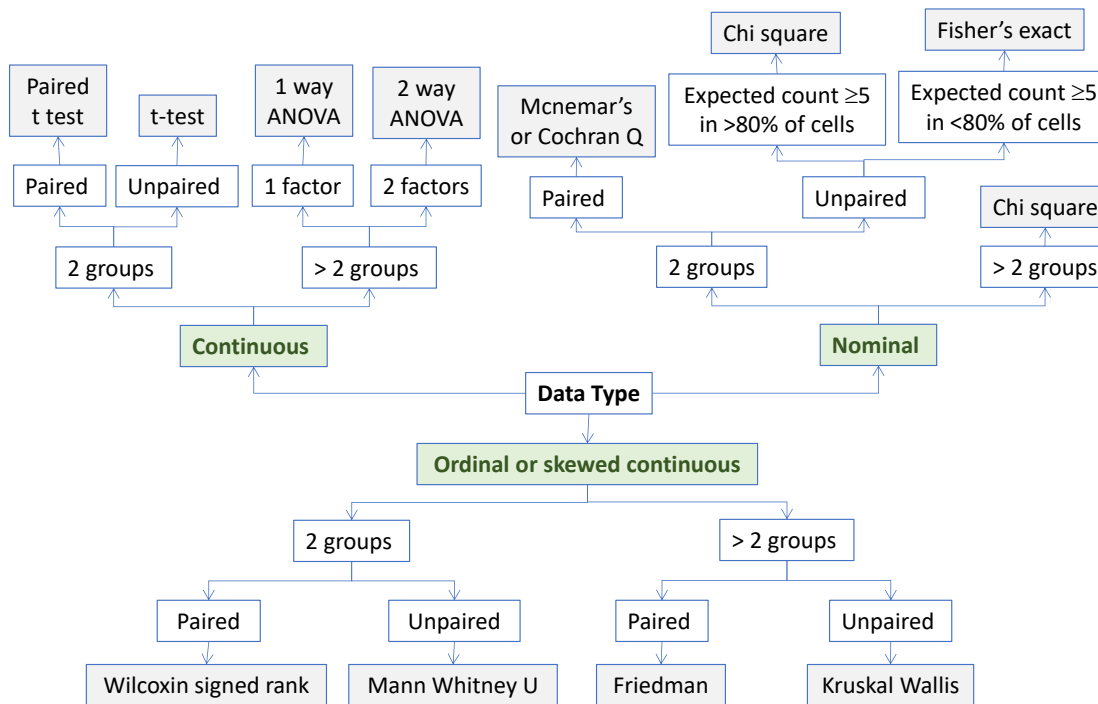 Chi square
Fisher's exact
Paired
t test
t-test
1 way
ANOVA
2 way
ANOVA
Mcnemar's
or Cochran Q
Expected count ≥5
in >80% of cells
Expected count ≥5
in <80% of cells
Paired
Unpaired
1 factor
2 factors
Paired
Unpaired
Chi square
2 groups
> 2 groups
2 groups
> 2 groups
Continuous
Nominal
Data Type
Ordinal or skewed continuous
2 groups
> 2 groups
Paired
Unpaired
Paired
Unpaired
Wilcoxin signed rank
Mann Whitney U
Friedman
Kruskal Wallis